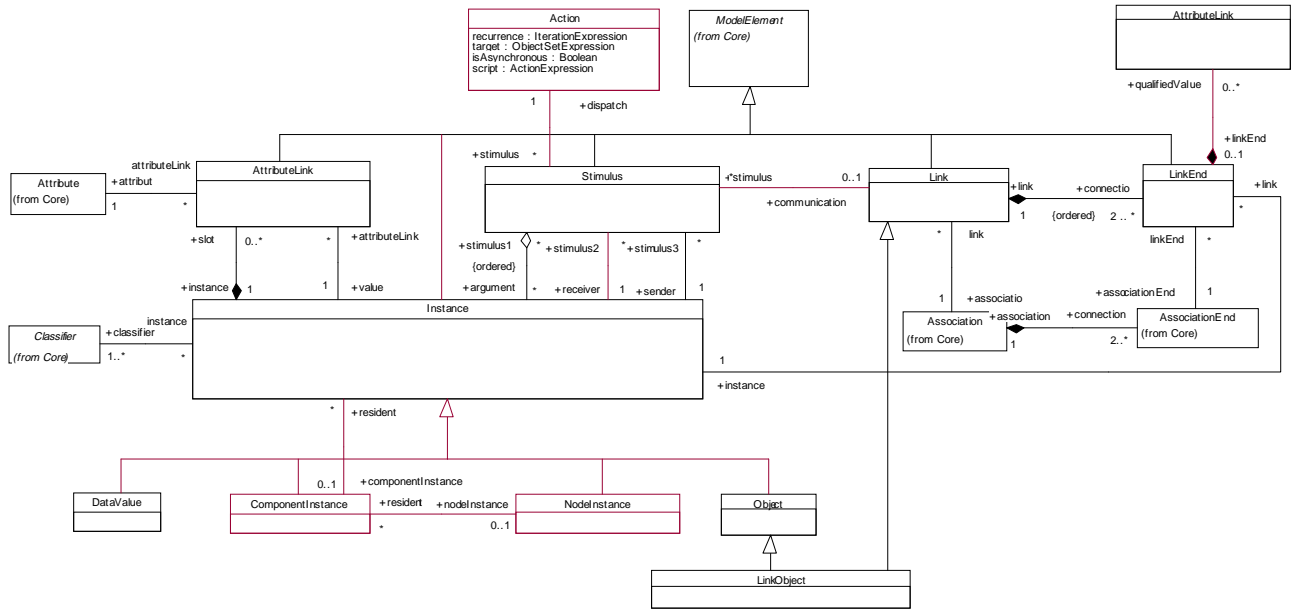 Action
recurrence : IterationExpression
target : ObjectSetExpression
isAsynchronous : Boolean
script : ActionExpression
ModelElement
(from Core)
AttributeLink
+qualifiedValue
0..*
1
+dispatch
+linkEnd
0..1
+stimulus
*
attributeLink
+attribut
Attribute
(from Core)
1
*
AttributeLink
Stimulus
+*stimulus
0..1
+communication
Link
+link
1
+connectio
{ordered}
2..*
LinkEnd
+link
*
+slot
0..*
*
+attributeLink
+stimulus1
*
{ordered}
+stimulus2
*
+stimulus3
*
*
link
linkEnd
*
+instance
1
1
+value
+argument
*
+receiver
1
+sender
1
1
+associatio
+associationEnd
1
Instance
instance
+classifier
Classifier
(from Core)
1..*
*
Association
(from Core)
+association
1
+connection
2..*
AssociationEnd
(from Core)
1
+instance
*
+resident
0..1
+componentInstance
DataValue
ComponentInstance
+resident
*
+nodeInstance
0..1
NodeInstance
Object
LinkObject